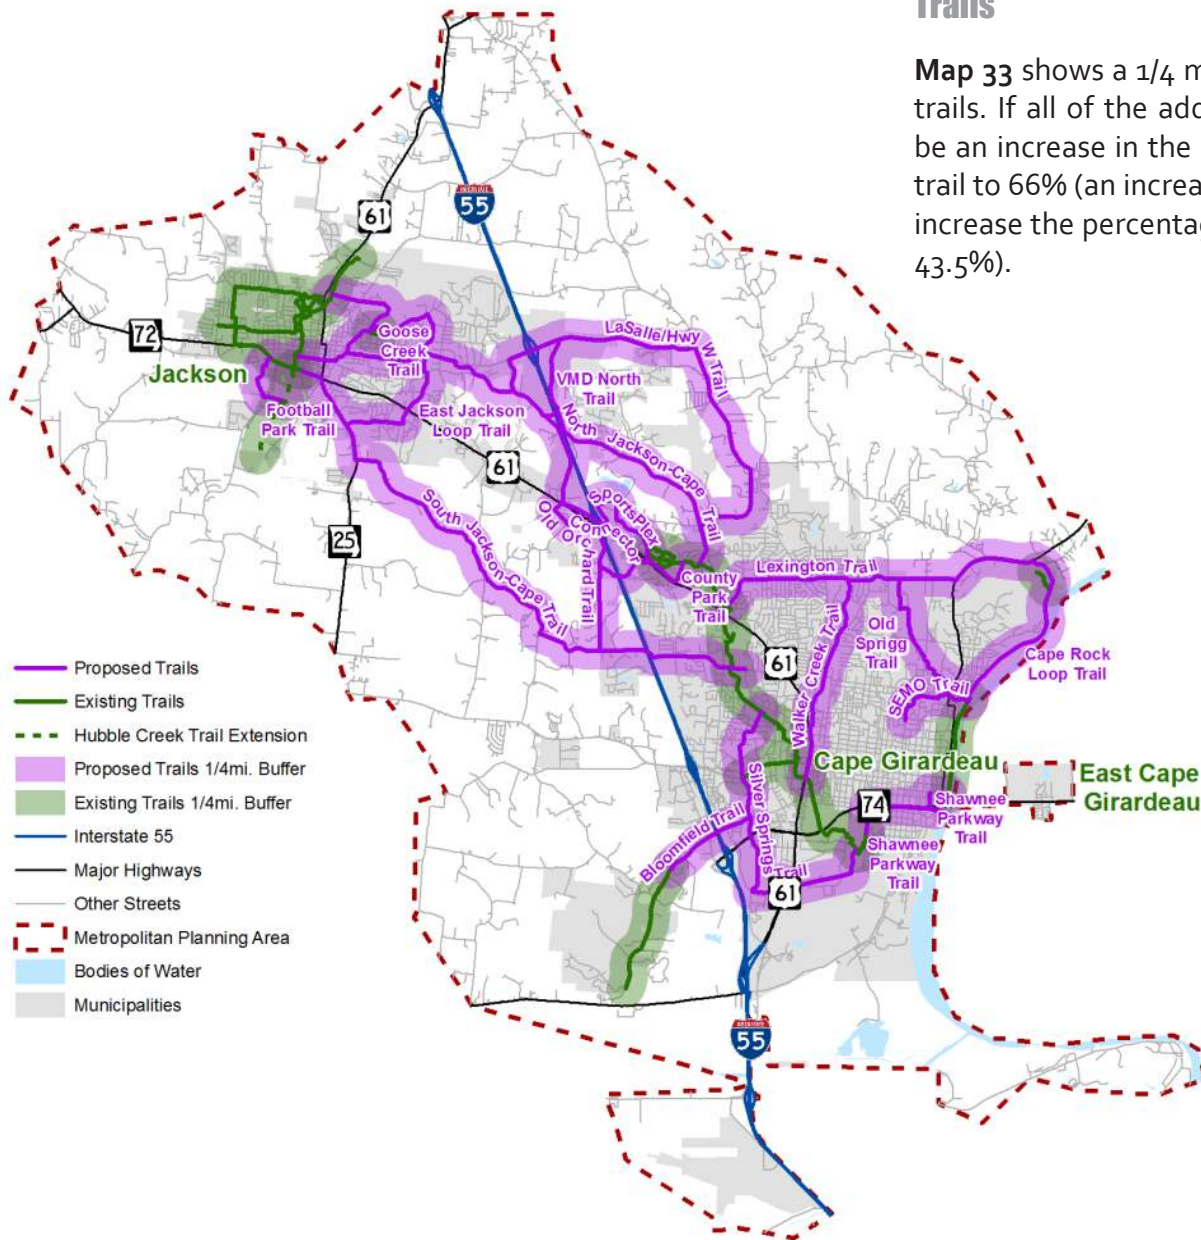 Trails
Map 33 shows a 1/4 m
trails. If all of the add
be an increase in the
trail to 66% (an increa
increase the percentag
43.5%).
61
INTERSTATE
55
72
Jackson
Goose
Creek
Trail
LaSalle/Hwy W Trail
VMD North
Trail
Football
Park Trail
East Jackson
Loop Trail
North Jackson-Cape Trail
61
SportsPlex
Connector
Old Orchard Trail
25
South Jackson-Cape Trail
County
Park
Trail
Lexington Trail
Old
Sprigg
Trail
61
Walker Creek Trail
Cape Rock
Loop Trail
SEMO Trail
Cape Girardeau
East Cape
Girardeau
Silver Springs Trail
74
Shawnee
Parkway
Trail
Bloomfield Trail
Shawnee
Parkway
Trail
61
INTERSTATE
55
Proposed Trails
Existing Trails
Hubble Creek Trail Extension
Proposed Trails 1/4mi. Buffer
Existing Trails 1/4mi. Buffer
Interstate 55
Major Highways
Other Streets
Metropolitan Planning Area
Bodies of Water
Municipalities